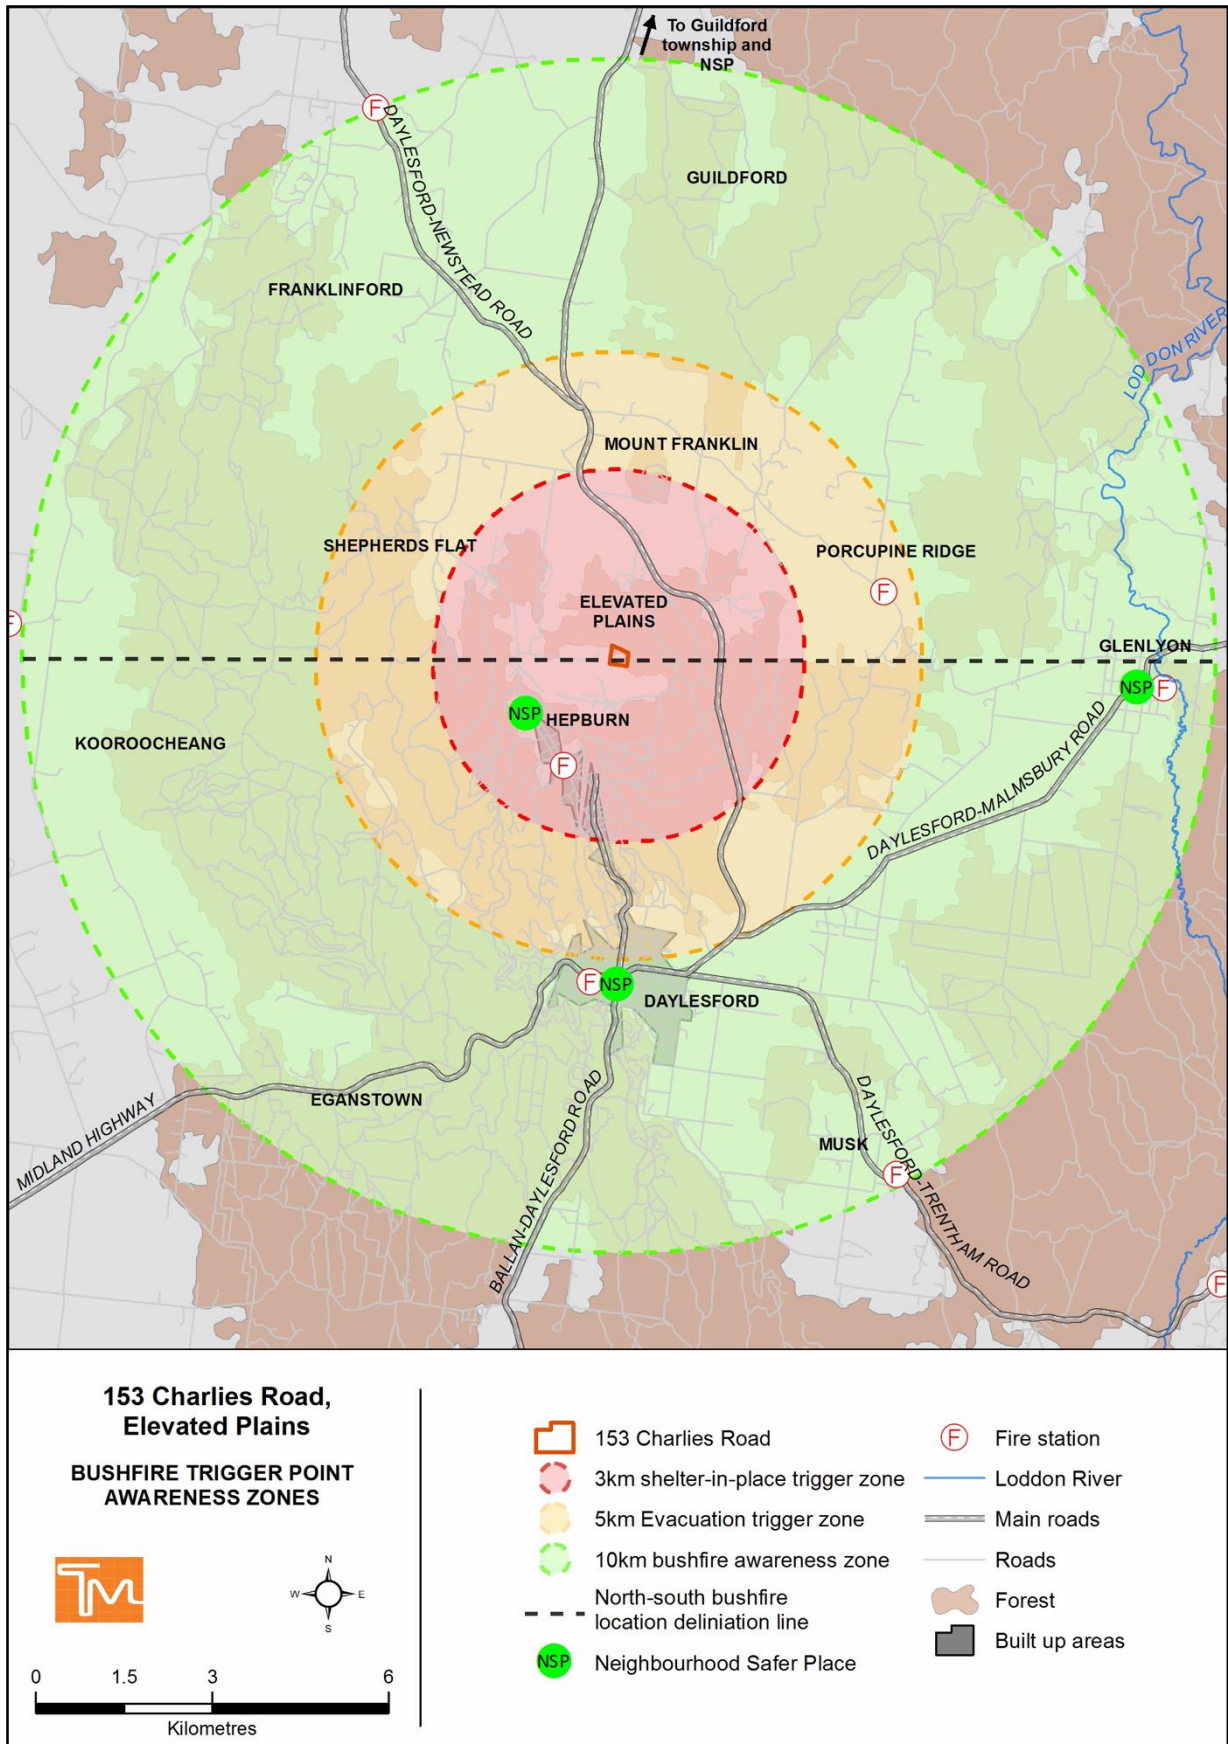 To Guildford
township and
NSP
F
DAYLESFORD-NEWSTEAD ROAD
GUILDFORD
FRANKLINFORD
LODDON RIVER
MOUNT FRANKLIN
SHEPHERDS FLAT
PORCUPINE RIDGE
F
ELEVATED
PLAINS
F
GLENLYON
NSP
F
NSP
HEPBURN
KOOROOCHEANG
F
DAYLESFORD-MALMSBURY ROAD
F
NSP
DAYLESFORD
MIDLAND HIGHWAY
EGANSTOWN
BALLAN-DAYLESFORD ROAD
MUSK
F
DAYLESFORD-TRENTHAM ROAD
F
153 Charlies Road,
Elevated Plains
BUSHFIRE TRIGGER POINT
AWARENESS ZONES
TM
N
W
E
S
0 1.5 3 6
Kilometres
153 Charlies Road
3km shelter-in-place trigger zone
5km Evacuation trigger zone
10km bushfire awareness zone
North-south bushfire
location deliniation line
NSP Neighbourhood Safer Place
F Fire station
Loddon River
Main roads
Roads
Forest
Built up areas